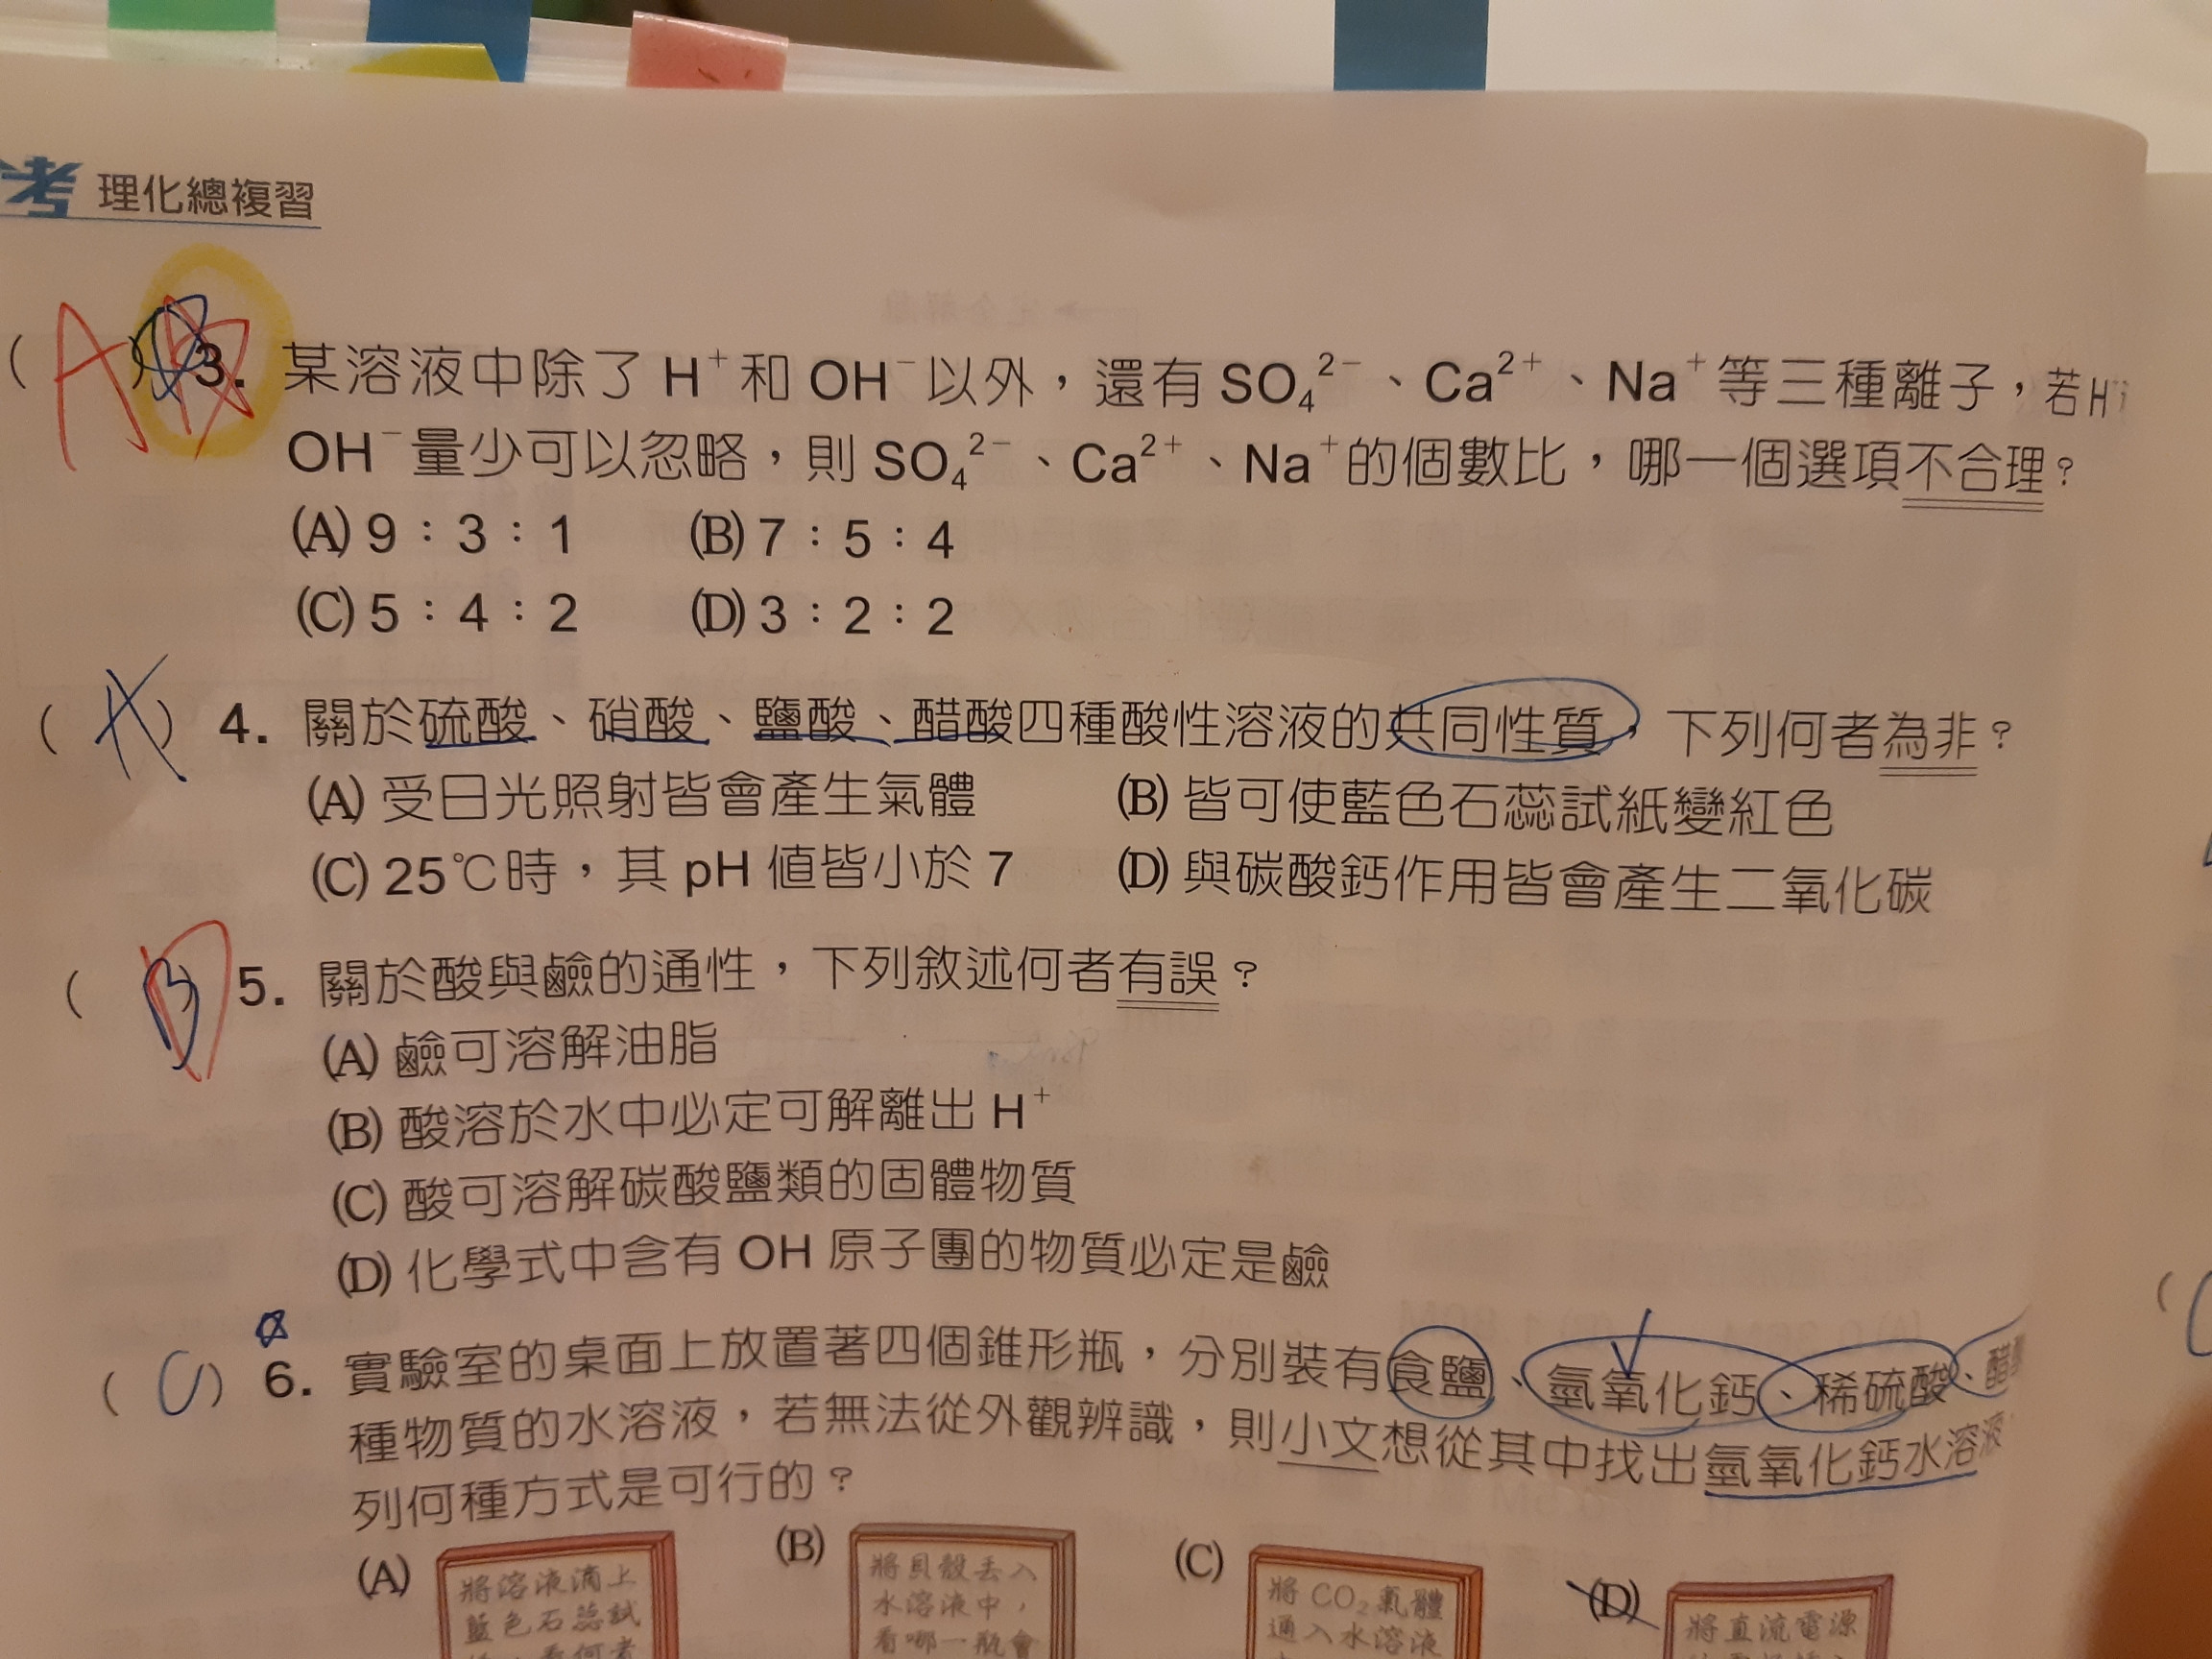 考 理化總複習
( A ) 3. 某溶液中除了 H⁺ 和 OH⁻ 以外，還有 SO₄²⁻、Ca²⁺、Na⁺ 等三種離子，若 H
OH⁻ 量少可以忽略，則 SO₄²⁻、Ca²⁺、Na⁺ 的個數比，哪一個選項不合理？
(A) 9：3：1 (B) 7：5：4
(C) 5：4：2 (D) 3：2：2
( A ) 4. 關於硫酸、硝酸、鹽酸、醋酸四種酸性溶液的共同性質，下列何者為非？
(A) 受日光照射皆會產生氣體 (B) 皆可使藍色石蕊試紙變紅色
(C) 25℃時，其 pH 值皆小於 7 (D) 與碳酸鈣作用皆會產生二氧化碳
( ) 5. 關於酸與鹼的通性，下列敘述何者有誤？
(A) 鹼可溶解油脂
(B) 酸溶於水中必定可解離出 H⁺
(C) 酸可溶解碳酸鹽類的固體物質
(D) 化學式中含有 OH 原子團的物質必定是鹼
( C ) 6. 實驗室的桌面上放置著四個錐形瓶，分別裝有食鹽、氫氧化鈣、稀硫酸、醋
種物質的水溶液，若無法從外觀辨識，則小文想從其中找出氫氧化鈣水溶液
列何種方式是可行的？
(A) (B) (C) (D)
將溶液滴上 將貝殼丟入 將 CO₂ 氣體 將直流電源
藍色石蕊試 水溶液中， 通入水溶液
看何者 看哪一瓶會